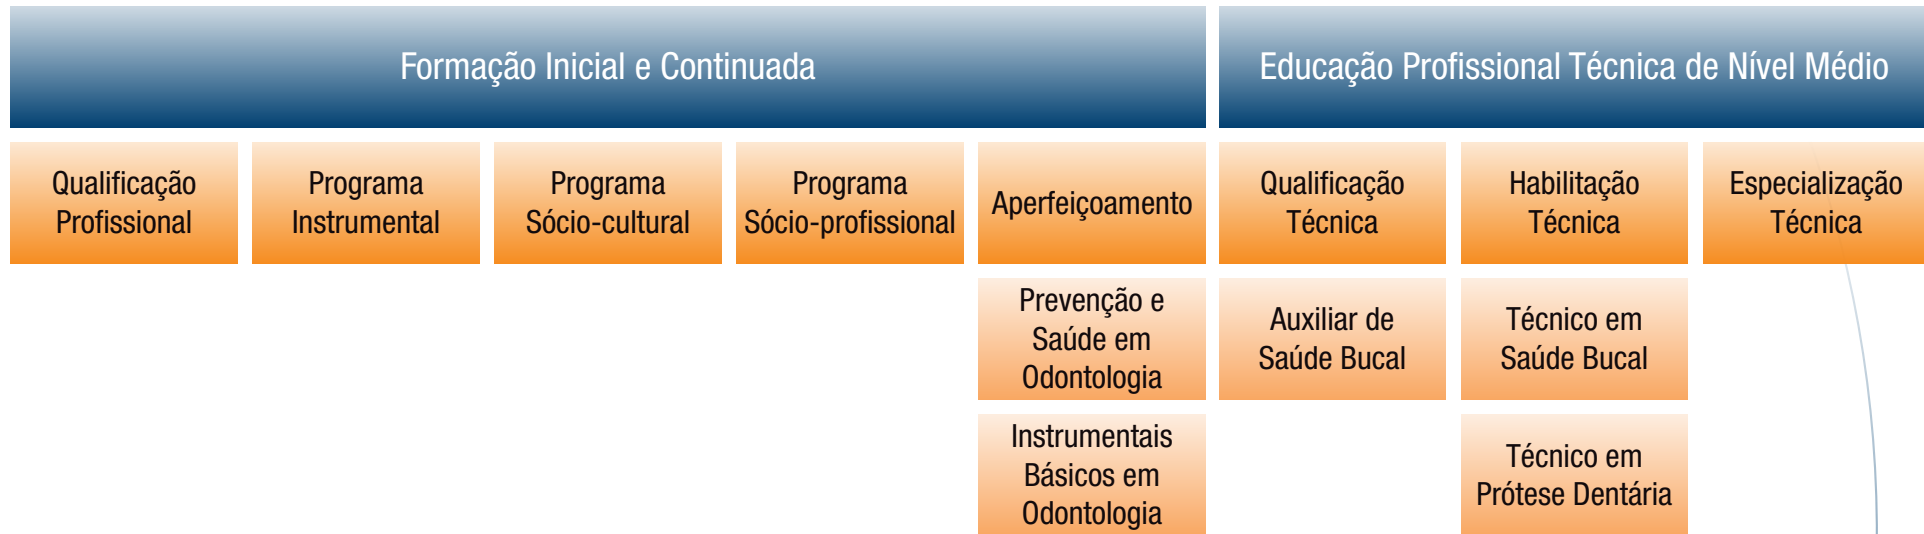 Formação Inicial e Continuada
Educação Profissional Técnica de Nível Médio
Qualificação
Profissional
Programa
Instrumental
Programa
Sócio-cultural
Programa
Sócio-profissional
Aperfeiçoamento
Qualificação
Técnica
Habilitação
Técnica
Especialização
Técnica
Prevenção e
Saúde em
Odontologia
Auxiliar de
Saúde Bucal
Técnico em
Saúde Bucal
Instrumentais
Básicos em
Odontologia
Técnico em
Prótese Dentária